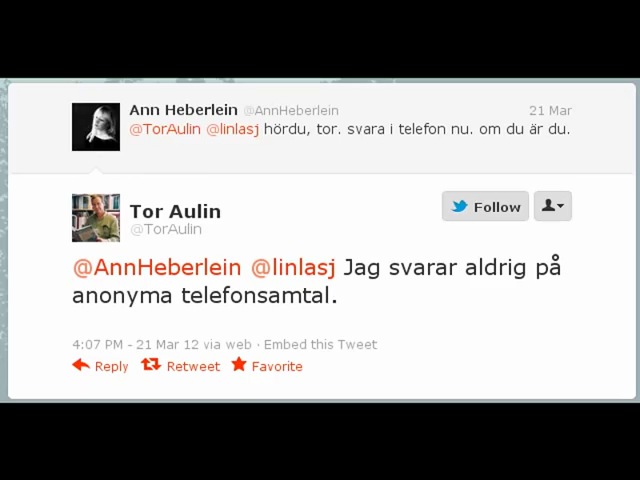 Ann Heberlein @AnnHeberlein 21 Mar
@TorAulin @linlasj hördu, tor. svara i telefon nu. om du är du.
Tor Aulin
@TorAulin
Follow
@AnnHeberlein @linlasj Jag svarar aldrig på
anonyma telefonsamtal.
4:07 PM - 21 Mar 12 via web · Embed this Tweet
Reply Retweet Favorite